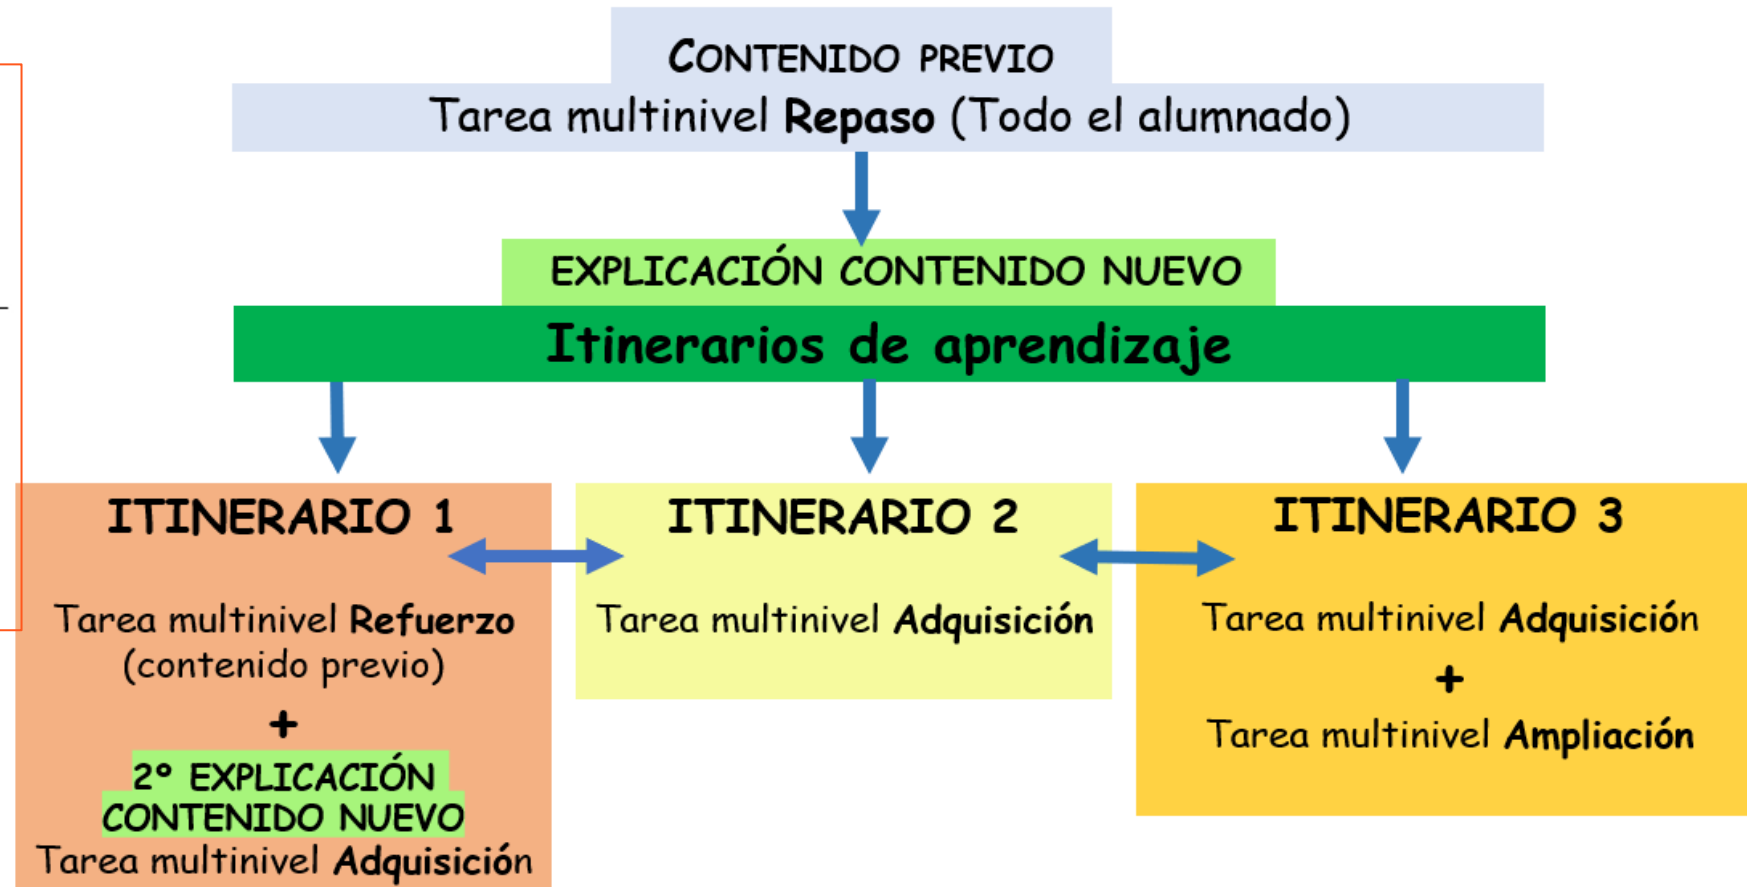 CONTENIDO PREVIO
Tarea multinivel Repaso (Todo el alumnado)
EXPLICACIÓN CONTENIDO NUEVO
Itinerarios de aprendizaje
ITINERARIO 1
Tarea multinivel Refuerzo
(contenido previo)
+
2º EXPLICACIÓN
CONTENIDO NUEVO
Tarea multinivel Adquisición
ITINERARIO 2
Tarea multinivel Adquisición
ITINERARIO 3
Tarea multinivel Adquisición
+
Tarea multinivel Ampliación